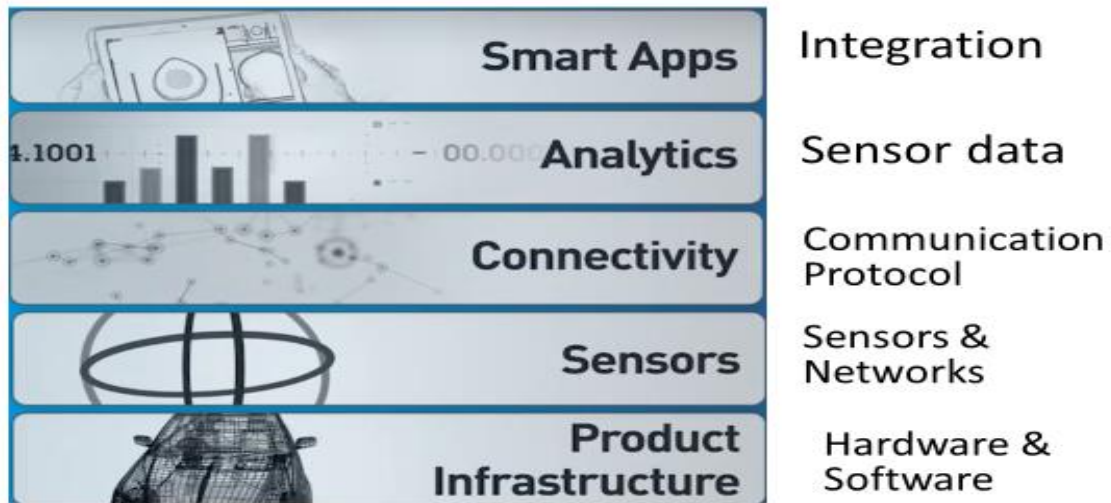 Smart Apps
Integration
4.1001
00.000
Analytics
Sensor data
Connectivity
Communication
Protocol
Sensors
Sensors &
Networks
Product
Infrastructure
Hardware &
Software